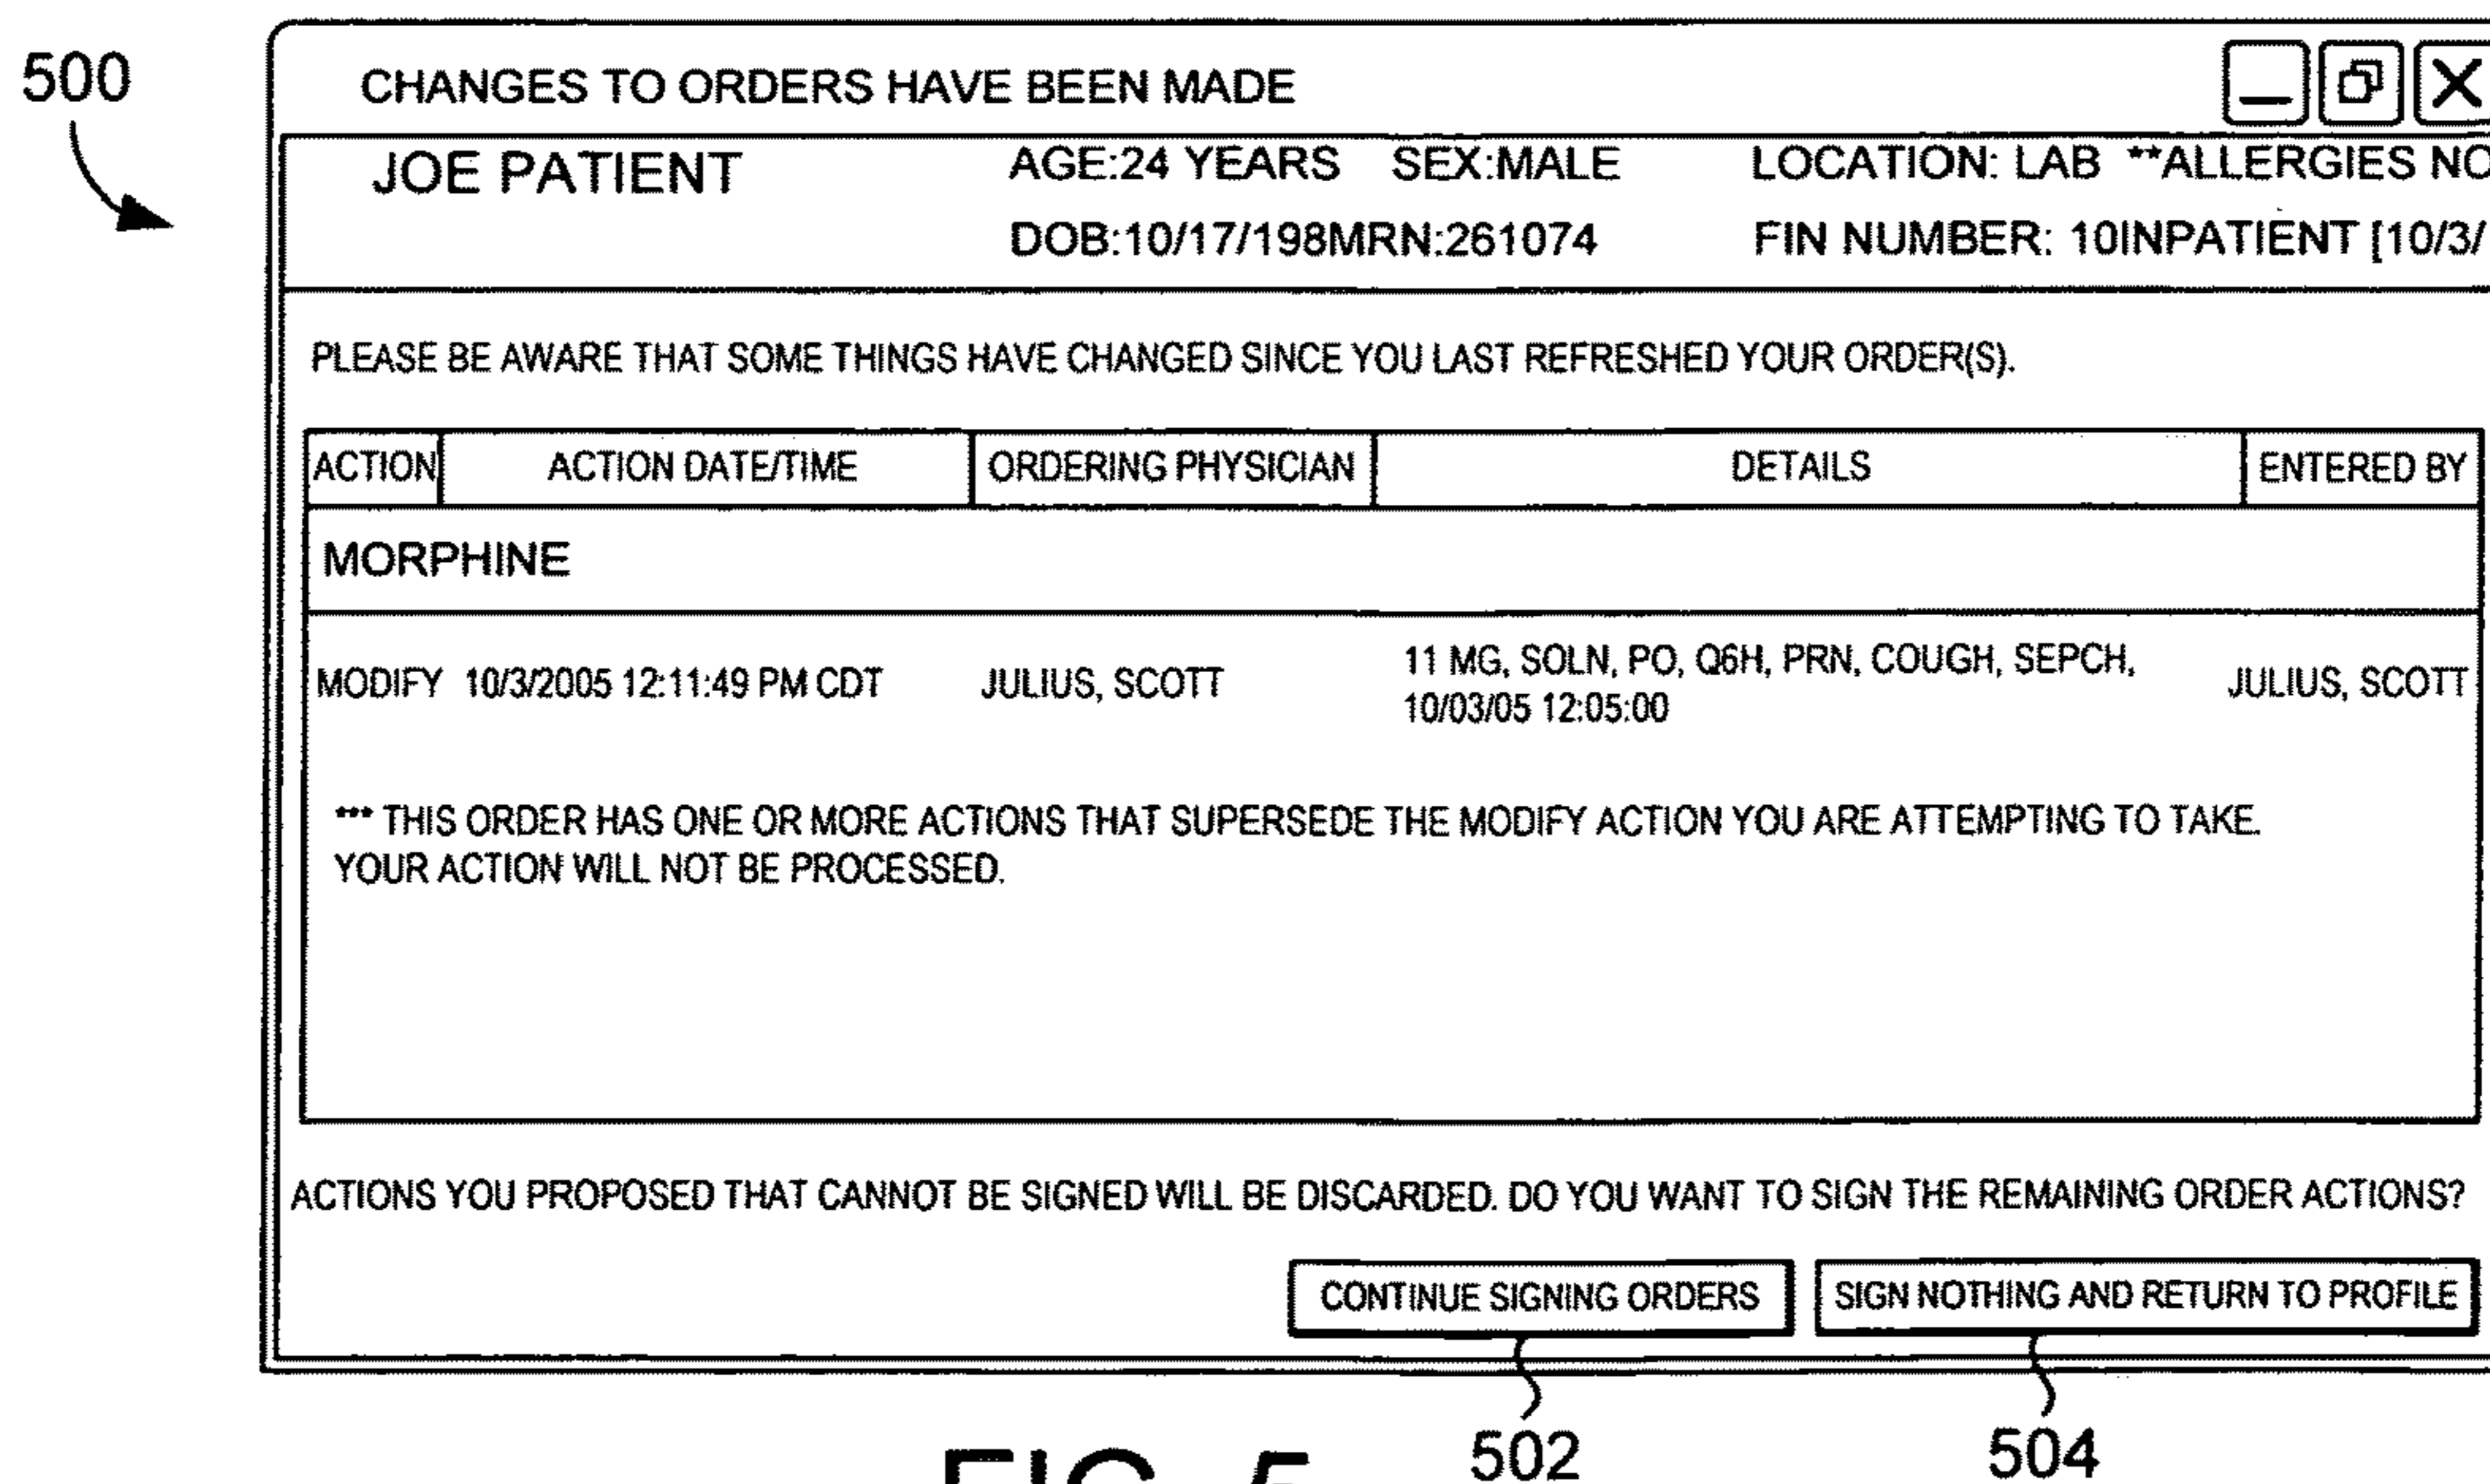 500
CHANGES TO ORDERS HAVE BEEN MADE
JOE PATIENT AGE:24 YEARS SEX:MALE LOCATION: LAB **ALLERGIES NO
DOB:10/17/198MRN:261074 FIN NUMBER: 10INPATIENT [10/3/
PLEASE BE AWARE THAT SOME THINGS HAVE CHANGED SINCE YOU LAST REFRESHED YOUR ORDER(S).
ACTION ACTION DATE/TIME ORDERING PHYSICIAN DETAILS ENTERED BY
MORPHINE
MODIFY 10/3/2005 12:11:49 PM CDT JULIUS, SCOTT 11 MG, SOLN, PO, Q6H, PRN, COUGH, SEPCH, JULIUS, SCOTT
10/03/05 12:05:00
*** THIS ORDER HAS ONE OR MORE ACTIONS THAT SUPERSEDE THE MODIFY ACTION YOU ARE ATTEMPTING TO TAKE.
YOUR ACTION WILL NOT BE PROCESSED.
ACTIONS YOU PROPOSED THAT CANNOT BE SIGNED WILL BE DISCARDED. DO YOU WANT TO SIGN THE REMAINING ORDER ACTIONS?
CONTINUE SIGNING ORDERS SIGN NOTHING AND RETURN TO PROFILE
502 504
FIG. 5